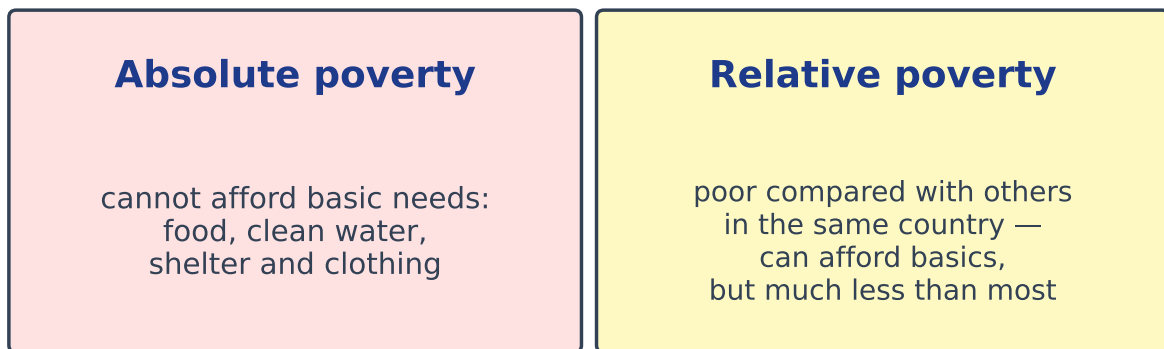 Absolute poverty
cannot afford basic needs:
food, clean water,
shelter and clothing
Relative poverty
poor compared with others
in the same country —
can afford basics,
but much less than most